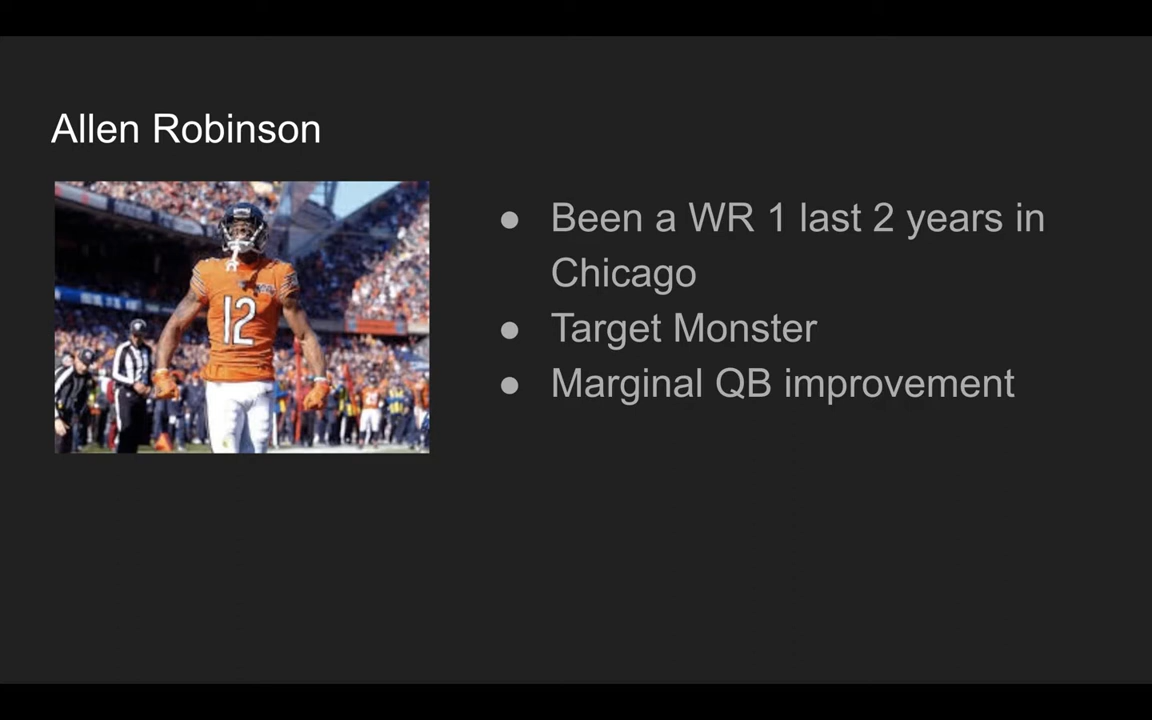 Allen Robinson
12
● Been a WR 1 last 2 years in
Chicago
● Target Monster
● Marginal QB improvement